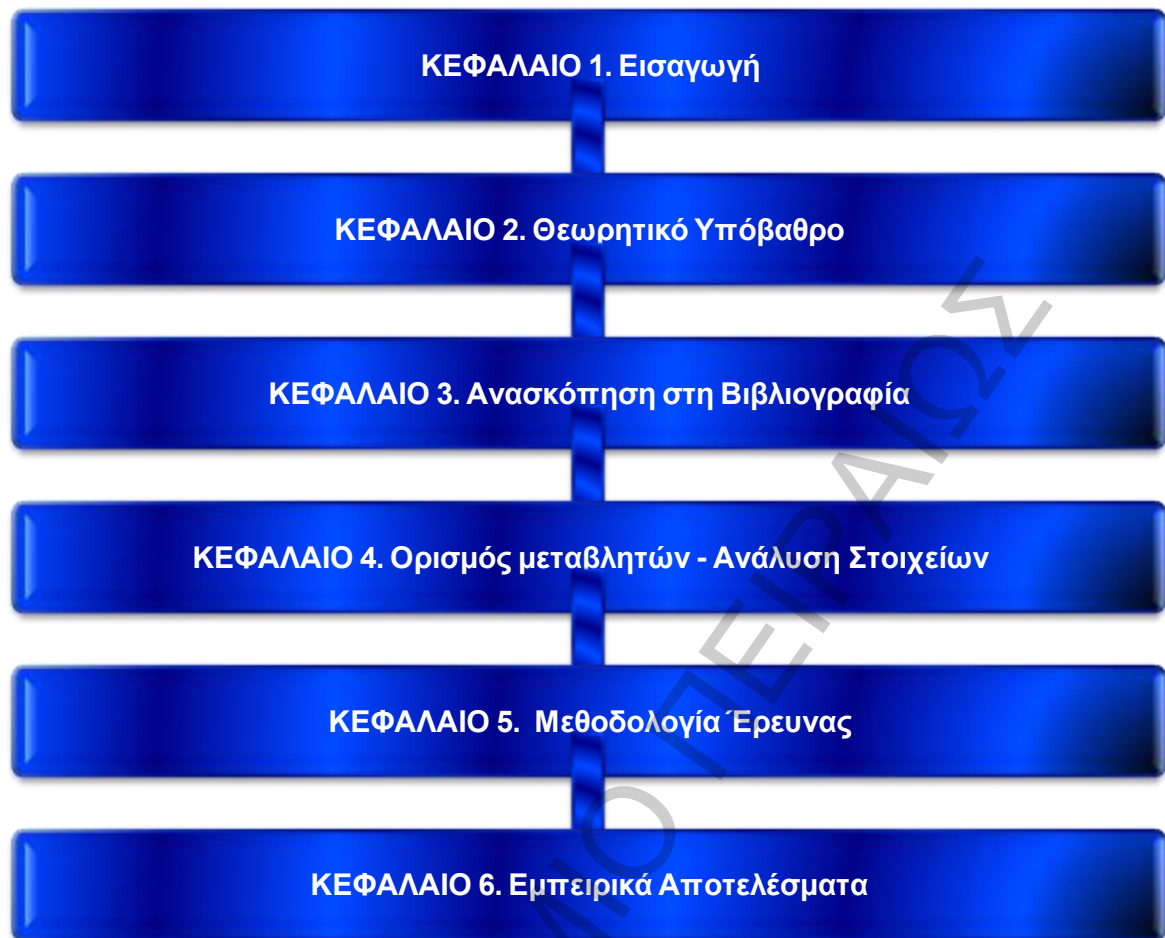 ΚΕΦΑΛΑΙΟ 1. Εισαγωγή
ΚΕΦΑΛΑΙΟ 2. Θεωρητικό Υπόβαθρο
ΚΕΦΑΛΑΙΟ 3. Ανασκόπηση στη Βιβλιογραφία
ΚΕΦΑΛΑΙΟ 4. Ορισμός μεταβλητών - Ανάλυση Στοιχείων
ΚΕΦΑΛΑΙΟ 5. Μεθοδολογία Έρευνας
ΚΕΦΑΛΑΙΟ 6. Εμπειρικά Αποτελέσματα
ΠΕΙΡΑΙΩΣ